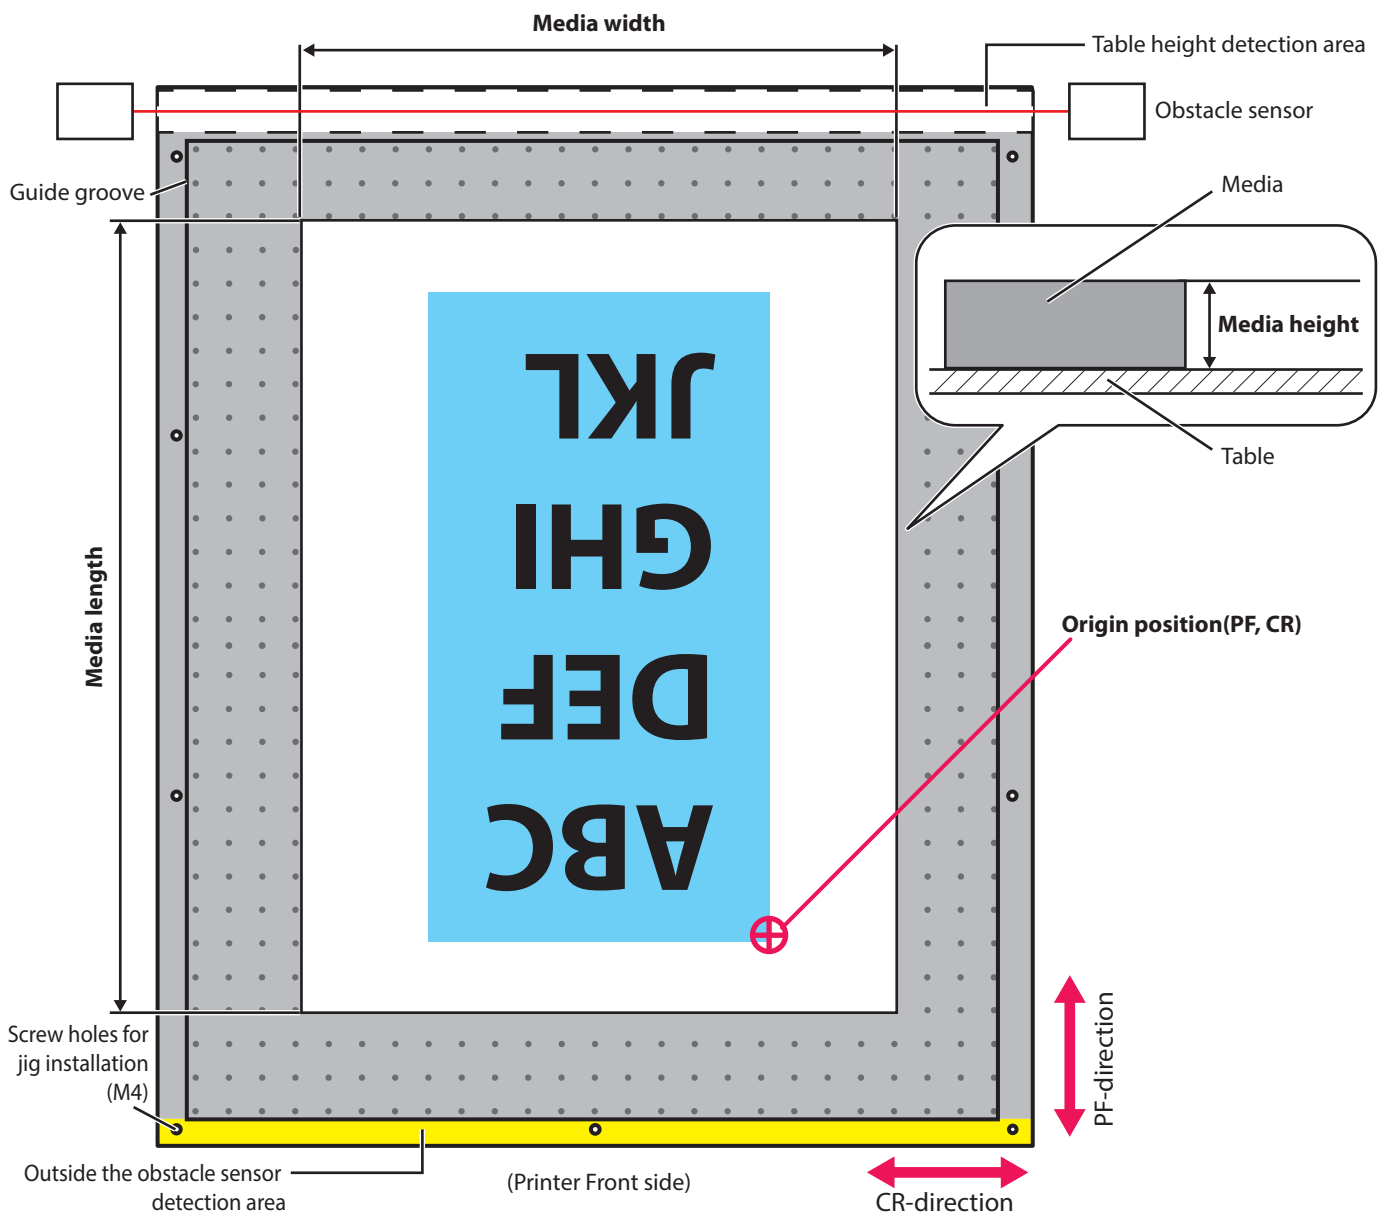 Media width
Table height detection area
Obstacle sensor
Guide groove
Media
Media height
Table
JKL
GHI
DEF
ABC
Media length
Origin position(PF, CR)
Screw holes for
jig installation
(M4)
PF-direction
Outside the obstacle sensor
detection area
(Printer Front side)
CR-direction